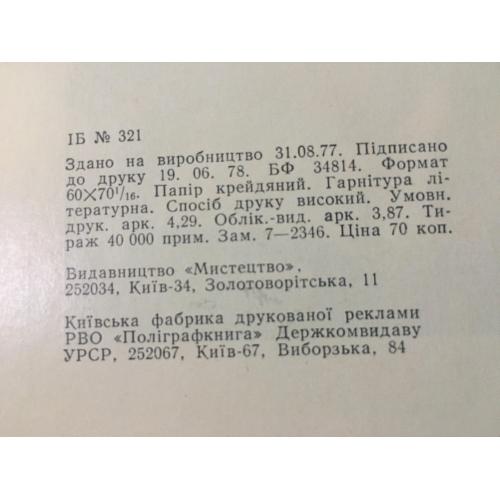 ІБ № 321
Здано на виробництво 31.08.77. Підписано
до друку 19. 06. 78. БФ 34814. Формат
60×70¹/₁₆. Папір крейдяний. Гарнітура лі-
тературна. Спосіб друку високий. Умовн.
друк. арк. 4,29. Облік.-вид. арк. 3,87. Ти-
раж 40 000 прим. Зам. 7—2346. Ціна 70 коп.
Видавництво «Мистецтво»,
252034, Київ-34, Золотоворітська, 11
Київська фабрика друкованої реклами
РВО «Поліграфкнига» Держкомвидаву
УРСР, 252067, Київ-67, Виборзька, 84